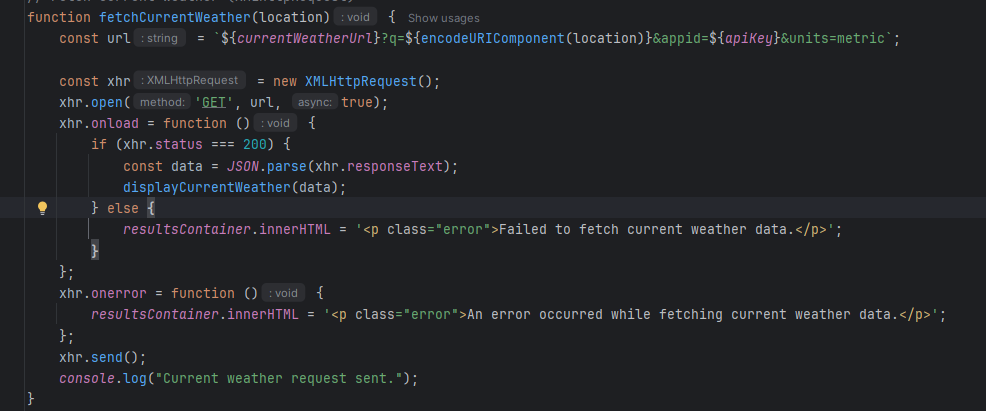 function fetchCurrentWeather(location) : void {   Show usages
    const url : string = `${currentWeatherUrl}?q=${encodeURIComponent(location)}&appid=${apiKey}&units=metric`;

    const xhr : XMLHttpRequest = new XMLHttpRequest();
    xhr.open( method: 'GET', url, async: true);
    xhr.onload = function () : void {
        if (xhr.status === 200) {
            const data = JSON.parse(xhr.responseText);
            displayCurrentWeather(data);
        } else {
            resultsContainer.innerHTML = '<p class="error">Failed to fetch current weather data.</p>';
        }
    };
    xhr.onerror = function () : void {
        resultsContainer.innerHTML = '<p class="error">An error occurred while fetching current weather data.</p>';
    };
    xhr.send();
    console.log("Current weather request sent.");
}